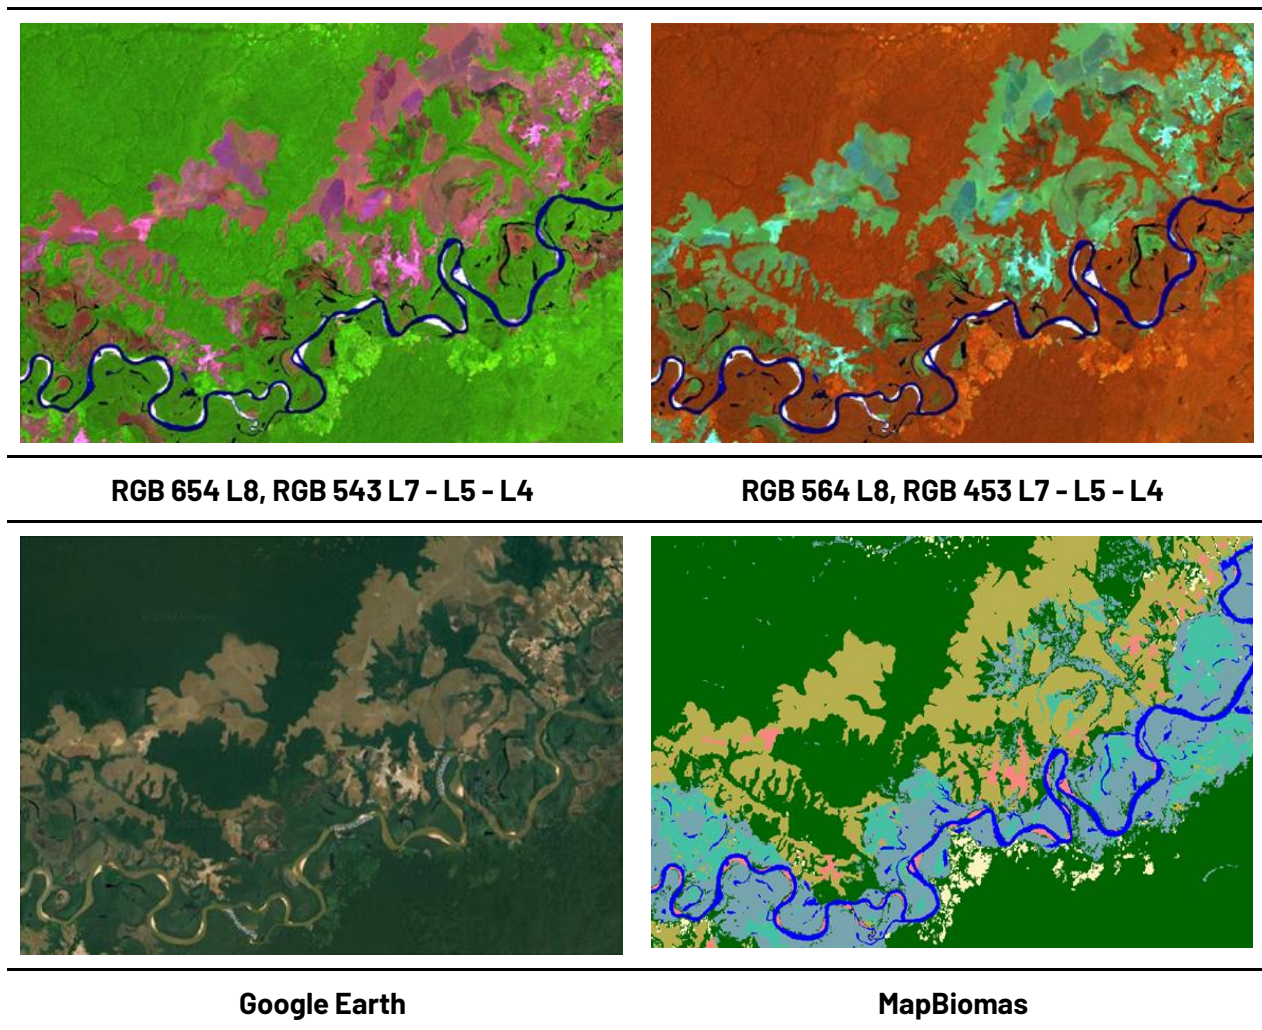 RGB 654 L8, RGB 543 L7 - L5 - L4
RGB 564 L8, RGB 453 L7 - L5 - L4
Google Earth
MapBiomas